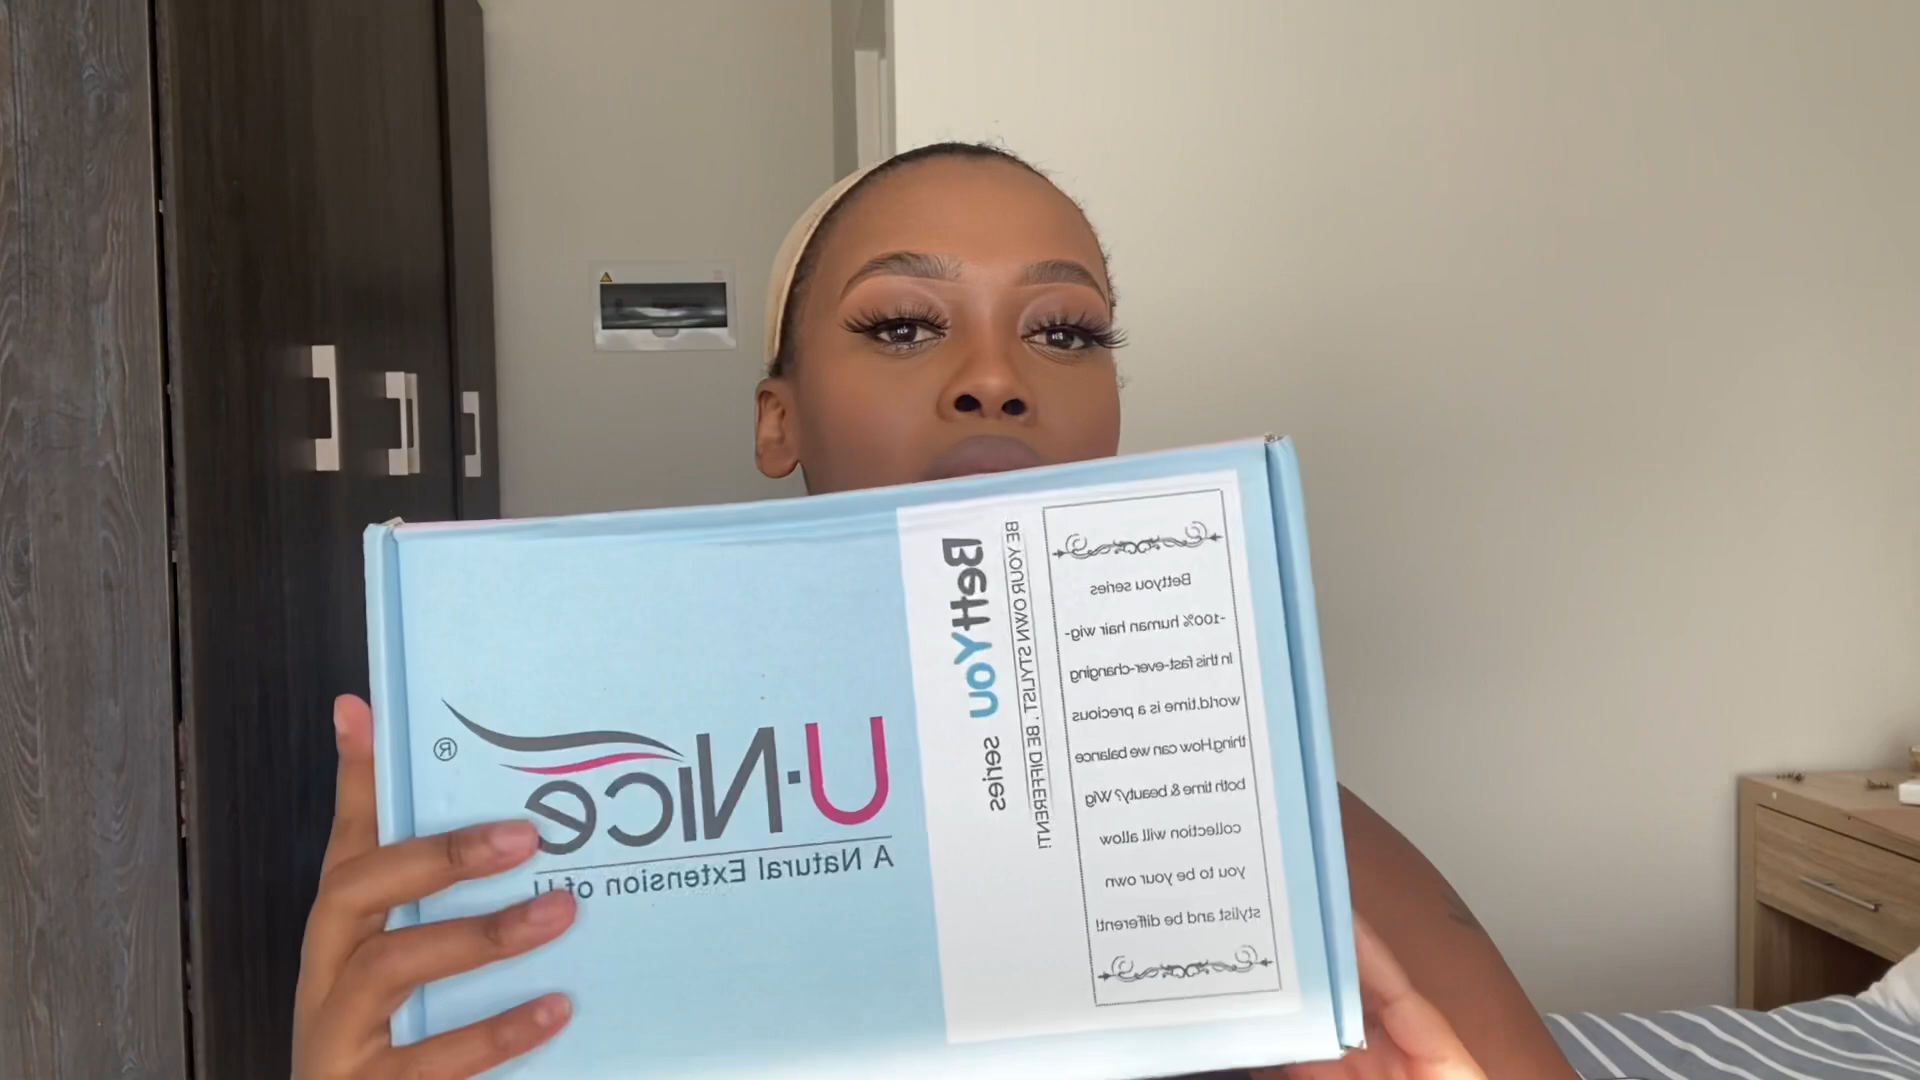 U-Nice®
A Natural Extension of U
BettYou series
BE YOUR OWN STYLIST, BE DIFFERENT!
Bettyou series
-100% human hair wig-
In this fast-ever-changing
world.time is a precious
thing.How can we balance
both time & beauty? Wig
collection will allow
you to be your own
stylist and be different!